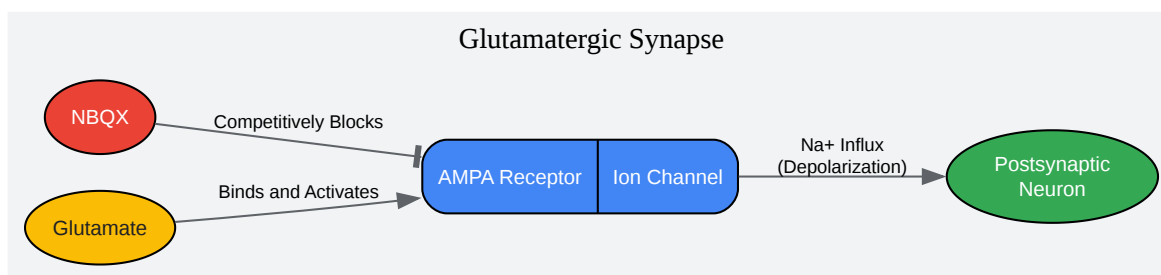 Glutamatergic Synapse
NBQX
Competitively Blocks
Glutamate
Binds and Activates
AMPA Receptor
Ion Channel
Na+ Influx
(Depolarization)
Postsynaptic
Neuron